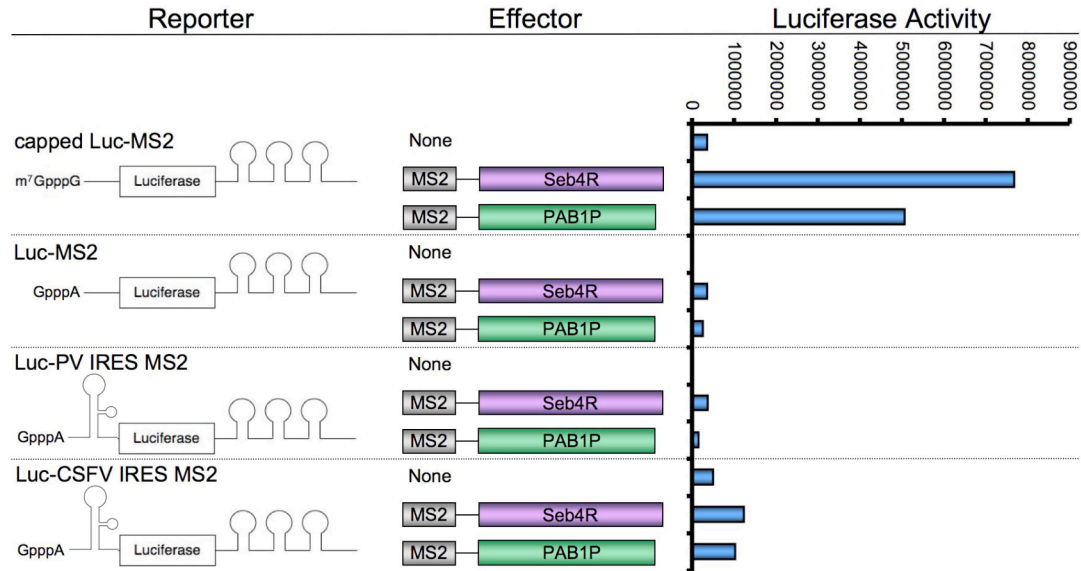 Reporter Effector Luciferase Activity
0 1000000 2000000 3000000 4000000 5000000 6000000 7000000 8000000 9000000
capped Luc-MS2 None
m⁷GpppG Luciferase MS2 Seb4R
MS2 PAB1P
Luc-MS2 None
GpppA Luciferase MS2 Seb4R
MS2 PAB1P
Luc-PV IRES MS2 None
MS2 Seb4R
GpppA Luciferase MS2 PAB1P
Luc-CSFV IRES MS2 None
MS2 Seb4R
GpppA Luciferase MS2 PAB1P